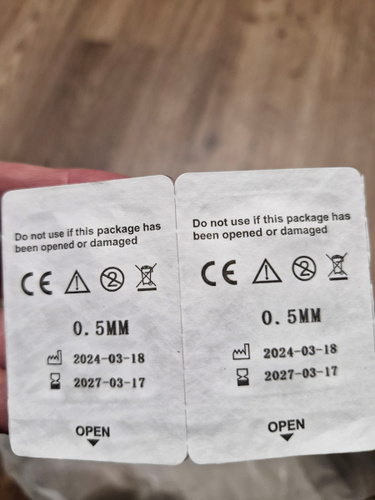 Do not use if this package has
been opened or damaged
CE
2
0.5MM
2024-03-18
2027-03-17
OPEN
Do not use if this package has
been opened or damaged
CE
2
0.5MM
2024-03-18
2027-03-17
OPEN